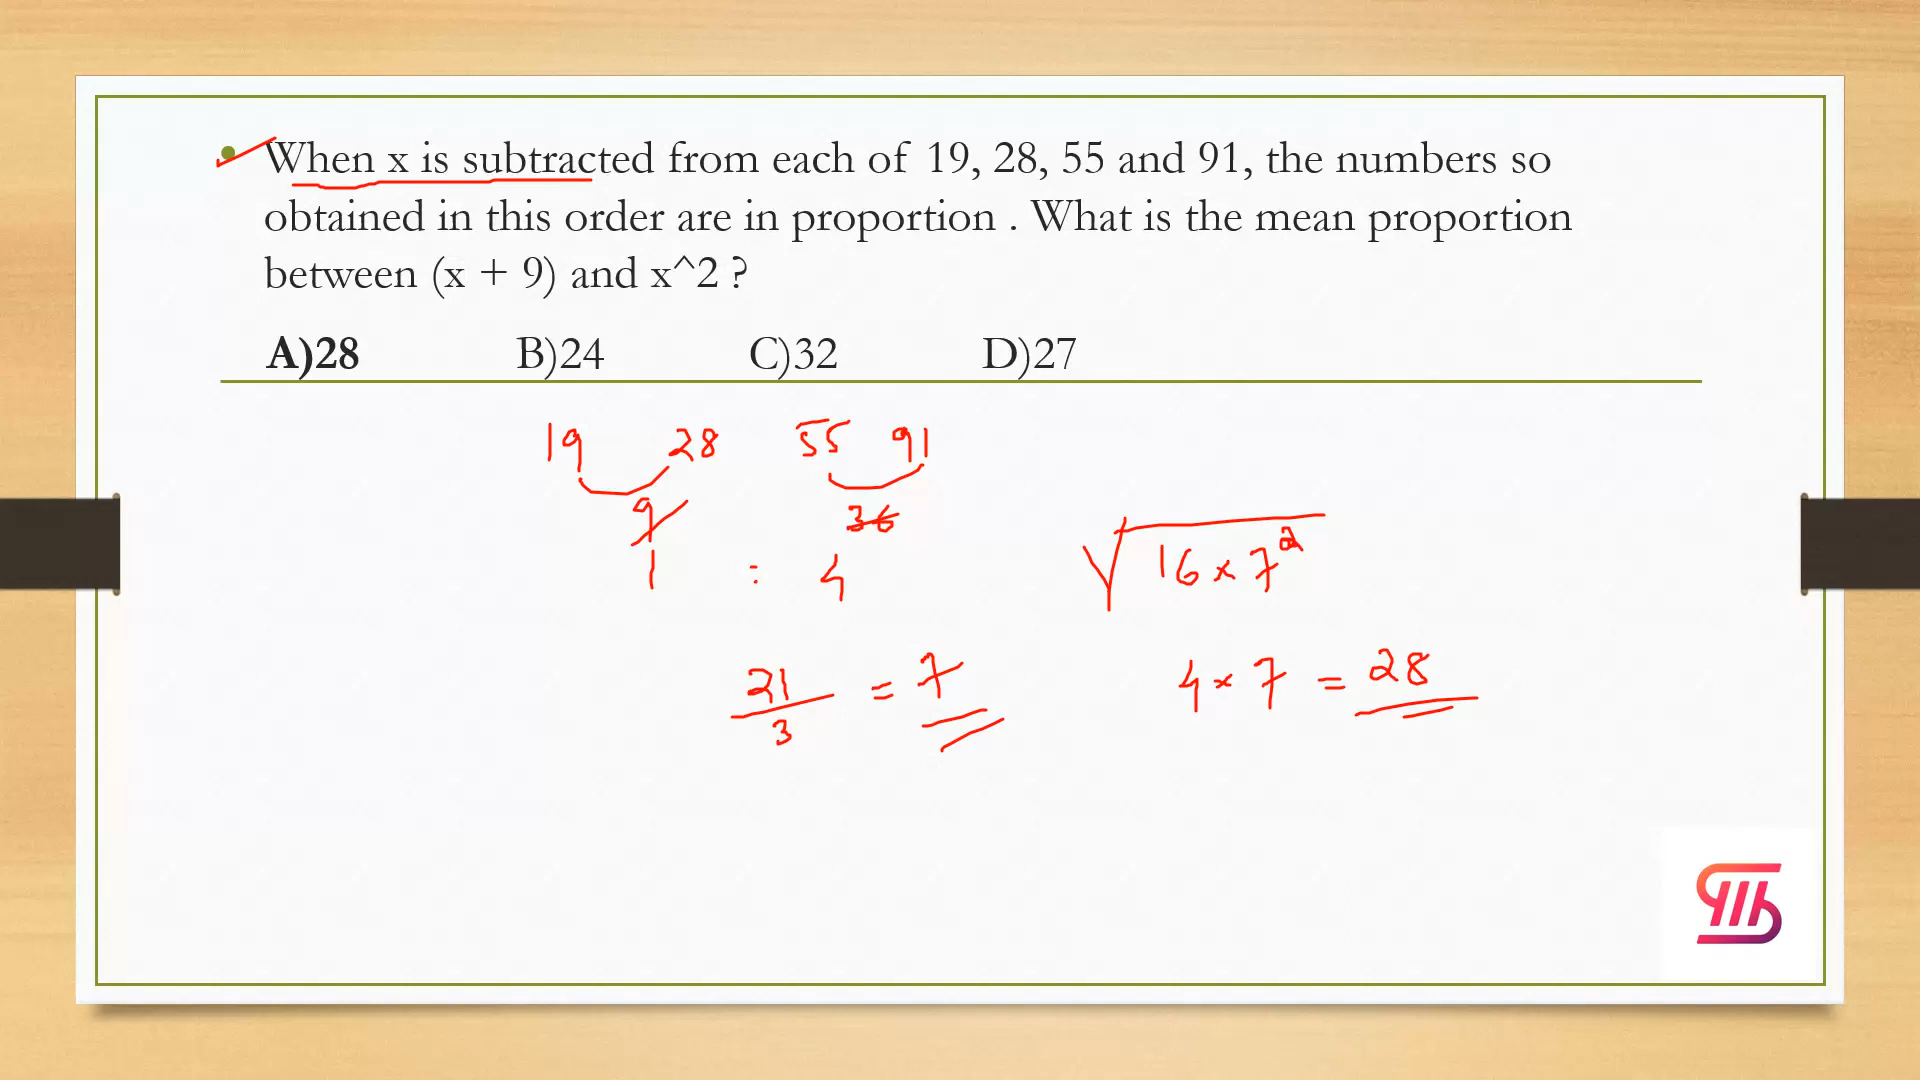 When x is subtracted from each of 19, 28, 55 and 91, the numbers so
obtained in this order are in proportion . What is the mean proportion
between (x + 9) and x^2 ?
A)28 B)24 C)32 D)27
19 28 55 91
9 36
1 : 4
√16 × 7²
21/3 = 7
4 × 7 = 28